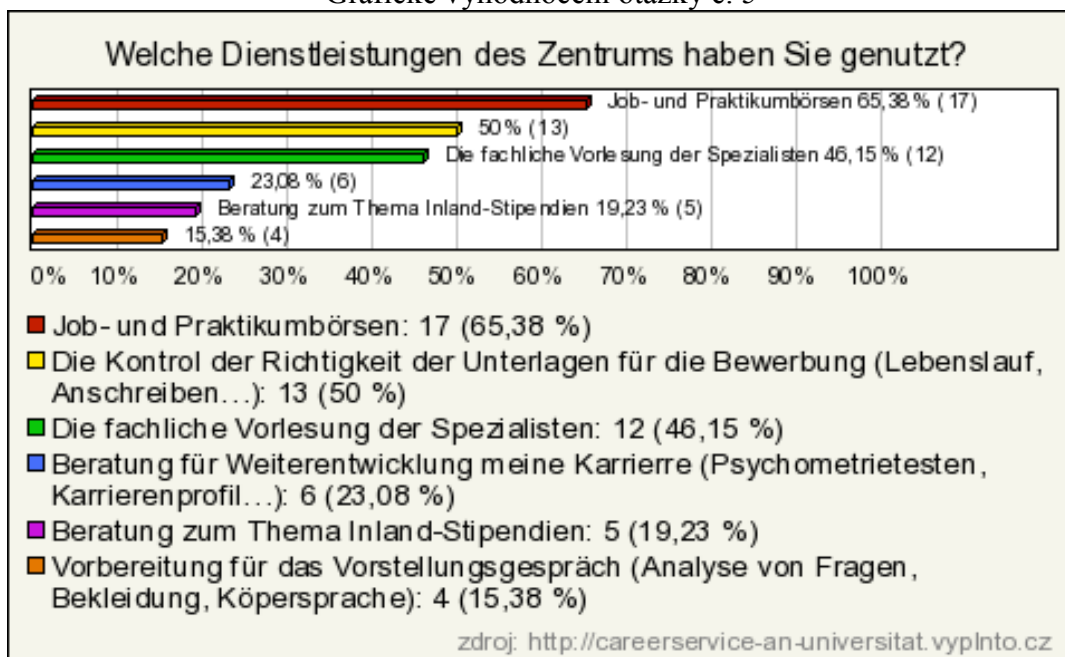 Welche Dienstleistungen des Zentrums haben Sie genutzt?
Job- und Praktikumbörsen 65,38 % (17)
50 % (13)
Die fachliche Vorlesung der Spezialisten 46,15 % (12)
23,08 % (6)
Beratung zum Thema Inland-Stipendien 19,23 % (5)
15,38 % (4)
0% 10% 20% 30% 40% 50% 60% 70% 80% 90% 100%
Job- und Praktikumbörsen: 17 (65,38 %)
Die Kontrol der Richtigkeit der Unterlagen für die Bewerbung (Lebenslauf,
Anschreiben...): 13 (50 %)
Die fachliche Vorlesung der Spezialisten: 12 (46,15 %)
Beratung für Weiterentwicklung meine Karrierre (Psychometrietesten,
Karrierenprofil...): 6 (23,08 %)
Beratung zum Thema Inland-Stipendien: 5 (19,23 %)
Vorbereitung für das Vorstellungsgespräch (Analyse von Fragen,
Bekleidung, Köpersprache): 4 (15,38 %)
zdroj: http://careerservice-an-universitat.vyplnto.cz